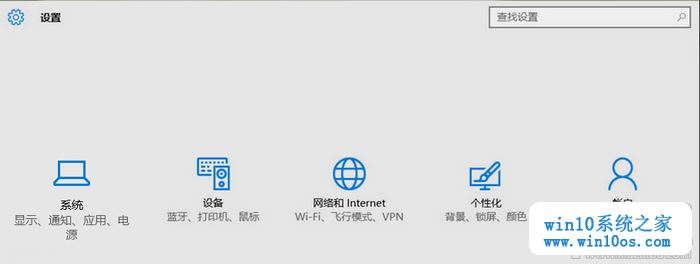 设置
查找设置
系统
显示、通知、应用、电
源
设备
蓝牙、打印机、鼠标
网络和 Internet
Wi-Fi、飞行模式、VPN
个性化
背景、锁屏、颜色
帐户
win10系统之家
www.win10os.com